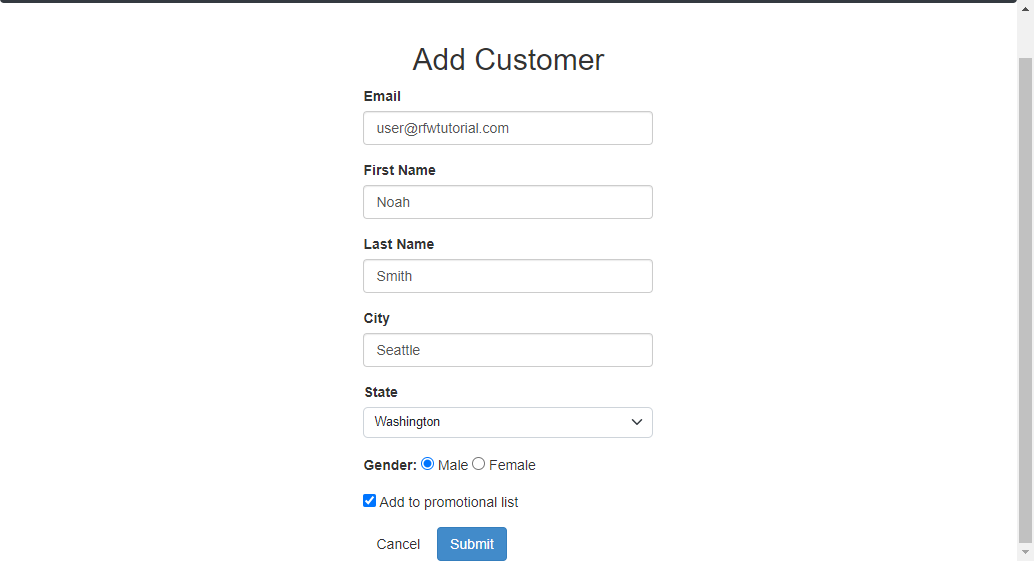 Add Customer
Email
user@rfwtutorial.com
First Name
Noah
Last Name
Smith
City
Seattle
State
Washington
Gender: Male Female
Add to promotional list
Cancel Submit